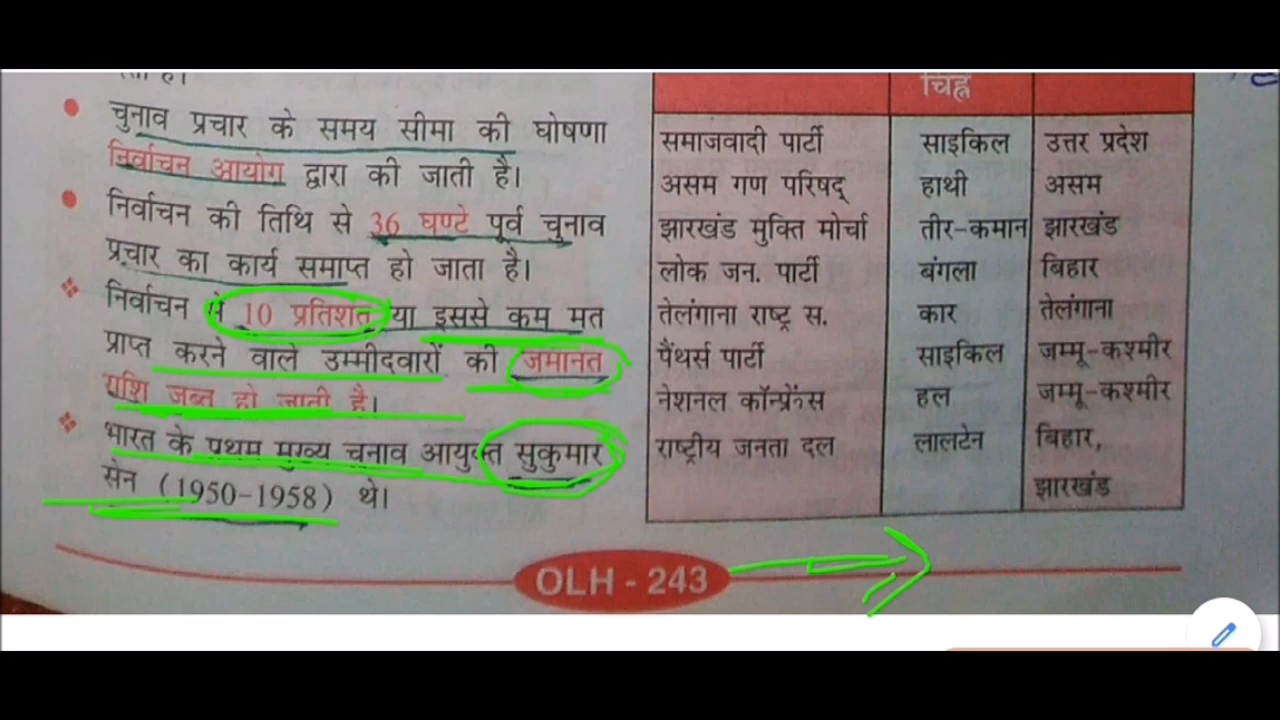 चुनाव प्रचार के समय सीमा की घोषणा
निर्वाचन आयोग द्वारा की जाती है।
निर्वाचन की तिथि से 36 घण्टे पूर्व चुनाव
प्रचार का कार्य समाप्त हो जाता है।
निर्वाचन में 10 प्रतिशत या इससे कम मत
प्राप्त करने वाले उम्मीदवारों की जमानत
राशि जब्त हो जाती है।
भारत के प्रथम मुख्य चुनाव आयुक्त सुकुमार
सेन (1950-1958) थे।
चिह्न
समाजवादी पार्टी साइकिल उत्तर प्रदेश
असम गण परिषद् हाथी असम
झारखंड मुक्ति मोर्चा तीर-कमान झारखंड
लोक जन. पार्टी बंगला बिहार
तेलंगाना राष्ट्र स. कार तेलंगाना
पैंथर्स पार्टी साइकिल जम्मू-कश्मीर
नेशनल कॉन्फ्रेंस हल जम्मू-कश्मीर
राष्ट्रीय जनता दल लालटेन बिहार,
झारखंड
OLH - 243